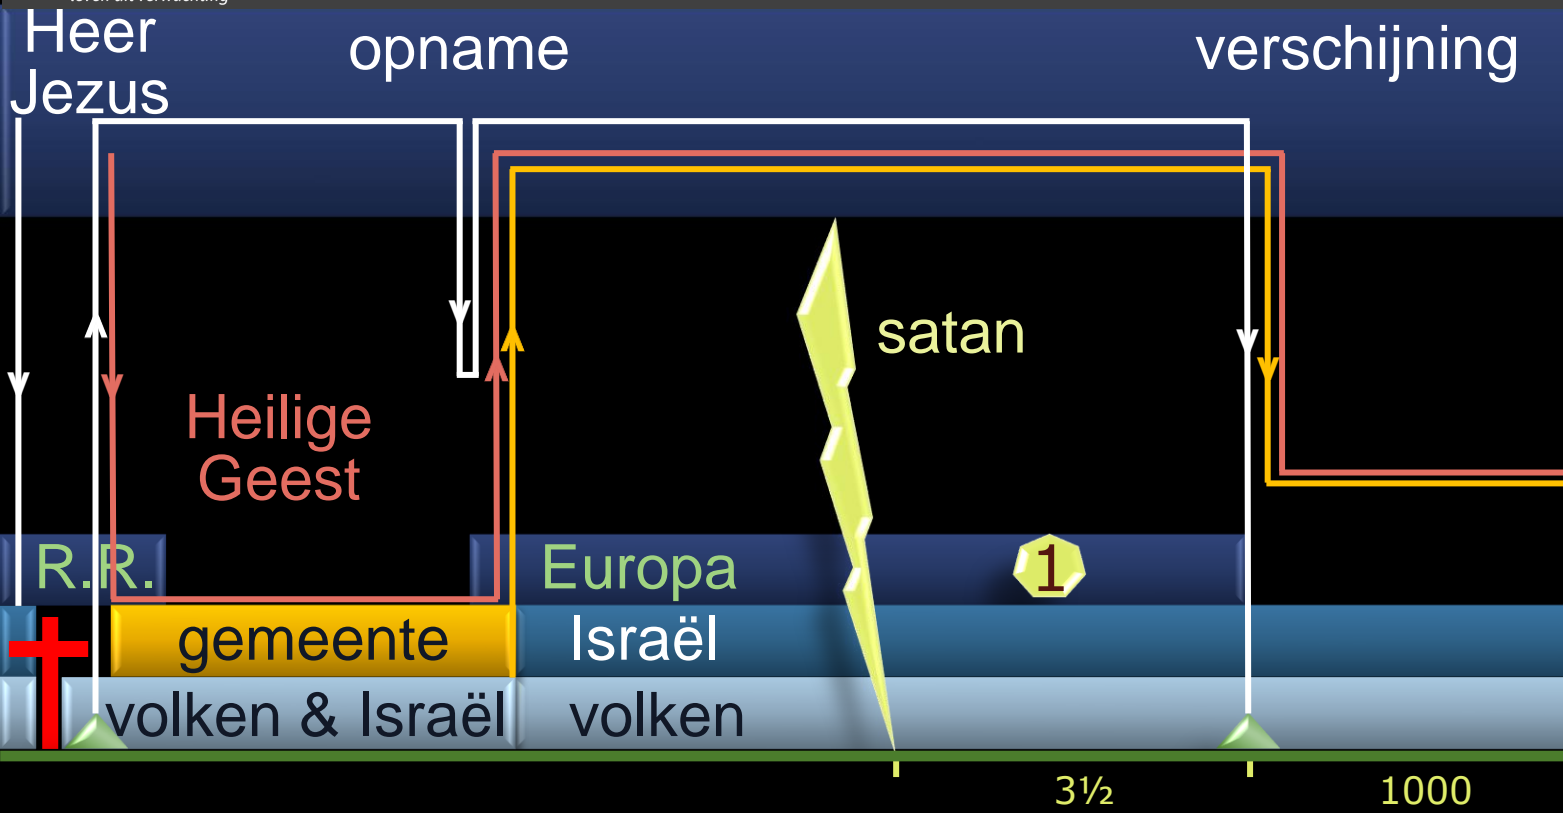 Heer
Jezus
opname
verschijning
satan
Heilige
Geest
R.R.
Europa
1
gemeente
Israël
volken & Israël
volken
3½
1000